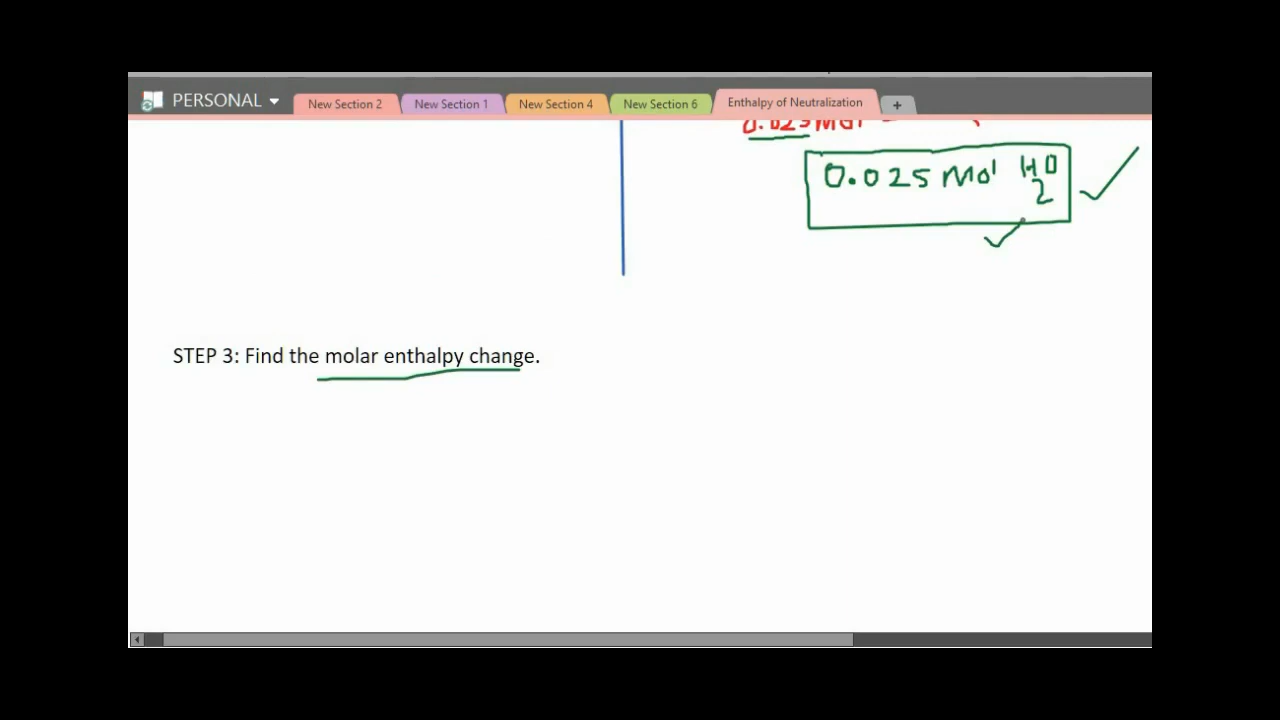 PERSONAL New Section 2 New Section 1 New Section 4 New Section 6 Enthalpy of Neutralization +
0.025 mol H2O
STEP 3: Find the molar enthalpy change.